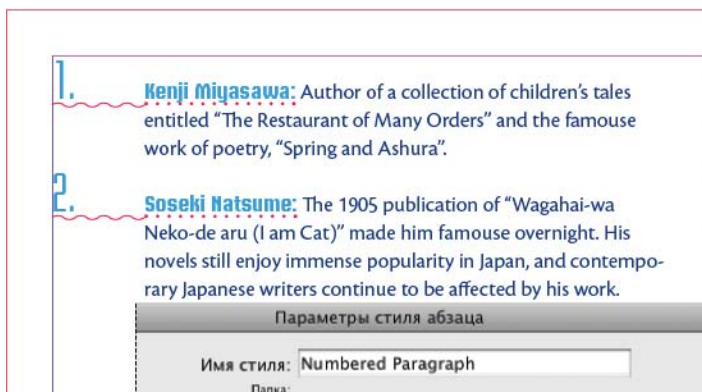 1. Kenji Miyasawa: Author of a collection of children's tales
entitled “The Restaurant of Many Orders” and the famouse
work of poetry, “Spring and Ashura”.
2. Soseki Natsume: The 1905 publication of “Wagahai-wa
Neko-de aru (I am Cat)” made him famouse overnight. His
novels still enjoy immense popularity in Japan, and contempo-
rary Japanese writers continue to be affected by his work.
Параметры стиля абзаца
Имя стиля: Numbered Paragraph
Папка: